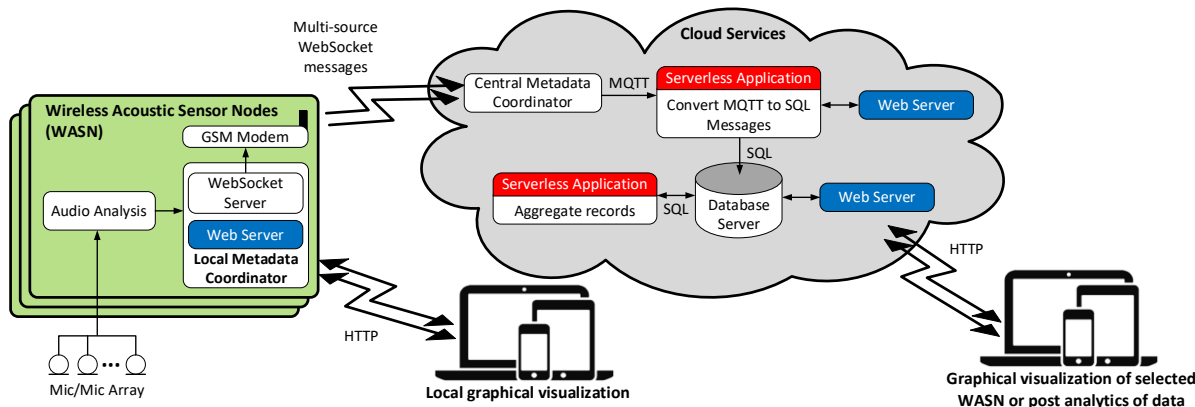 Multi-source
WebSocket
messages
Wireless Acoustic Sensor Nodes
(WASN)
GSM Modem
WebSocket
Server
Audio Analysis
Web Server
Local Metadata
Coordinator
Mic/Mic Array
HTTP
Local graphical visualization
Cloud Services
Central Metadata
Coordinator
MQTT
Serverless Application
Convert MQTT to SQL
Messages
Web Server
SQL
Serverless Application
Aggregate records
SQL
Database
Server
Web Server
HTTP
Graphical visualization of selected
WASN or post analytics of data